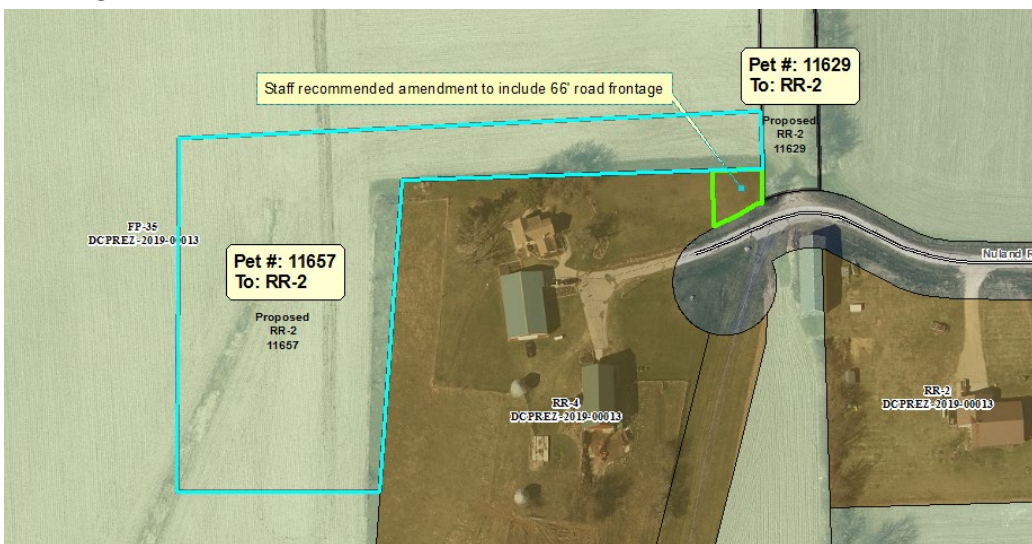 Pet #: 11629
To: RR-2
Staff recommended amendment to include 66' road frontage
Proposed
RR-2
11629
FP-35
DCPREZ-2019-00013
Pet #: 11657
To: RR-2
Proposed
RR-2
11657
Nuland R
RR-4
DCPREZ-2019-00013
RR-2
DCPREZ-2019-00013